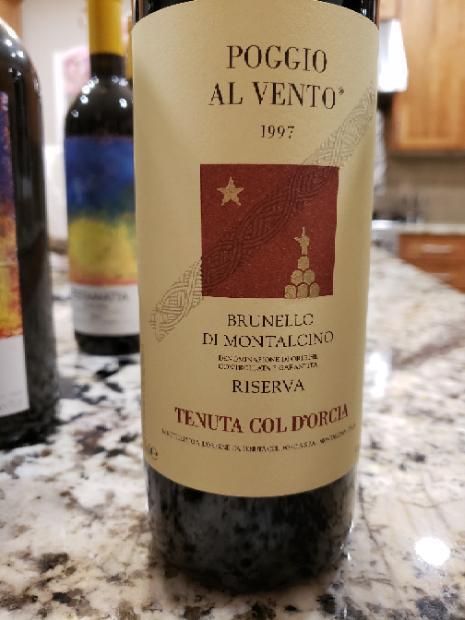 POGGIO
AL VENTO®
1997
BRUNELLO
DI MONTALCINO
DENOMINAZIONE DI ORIGINE
CONTROLLATA E GARANTITA
RISERVA
TENUTA COL D'ORCIA